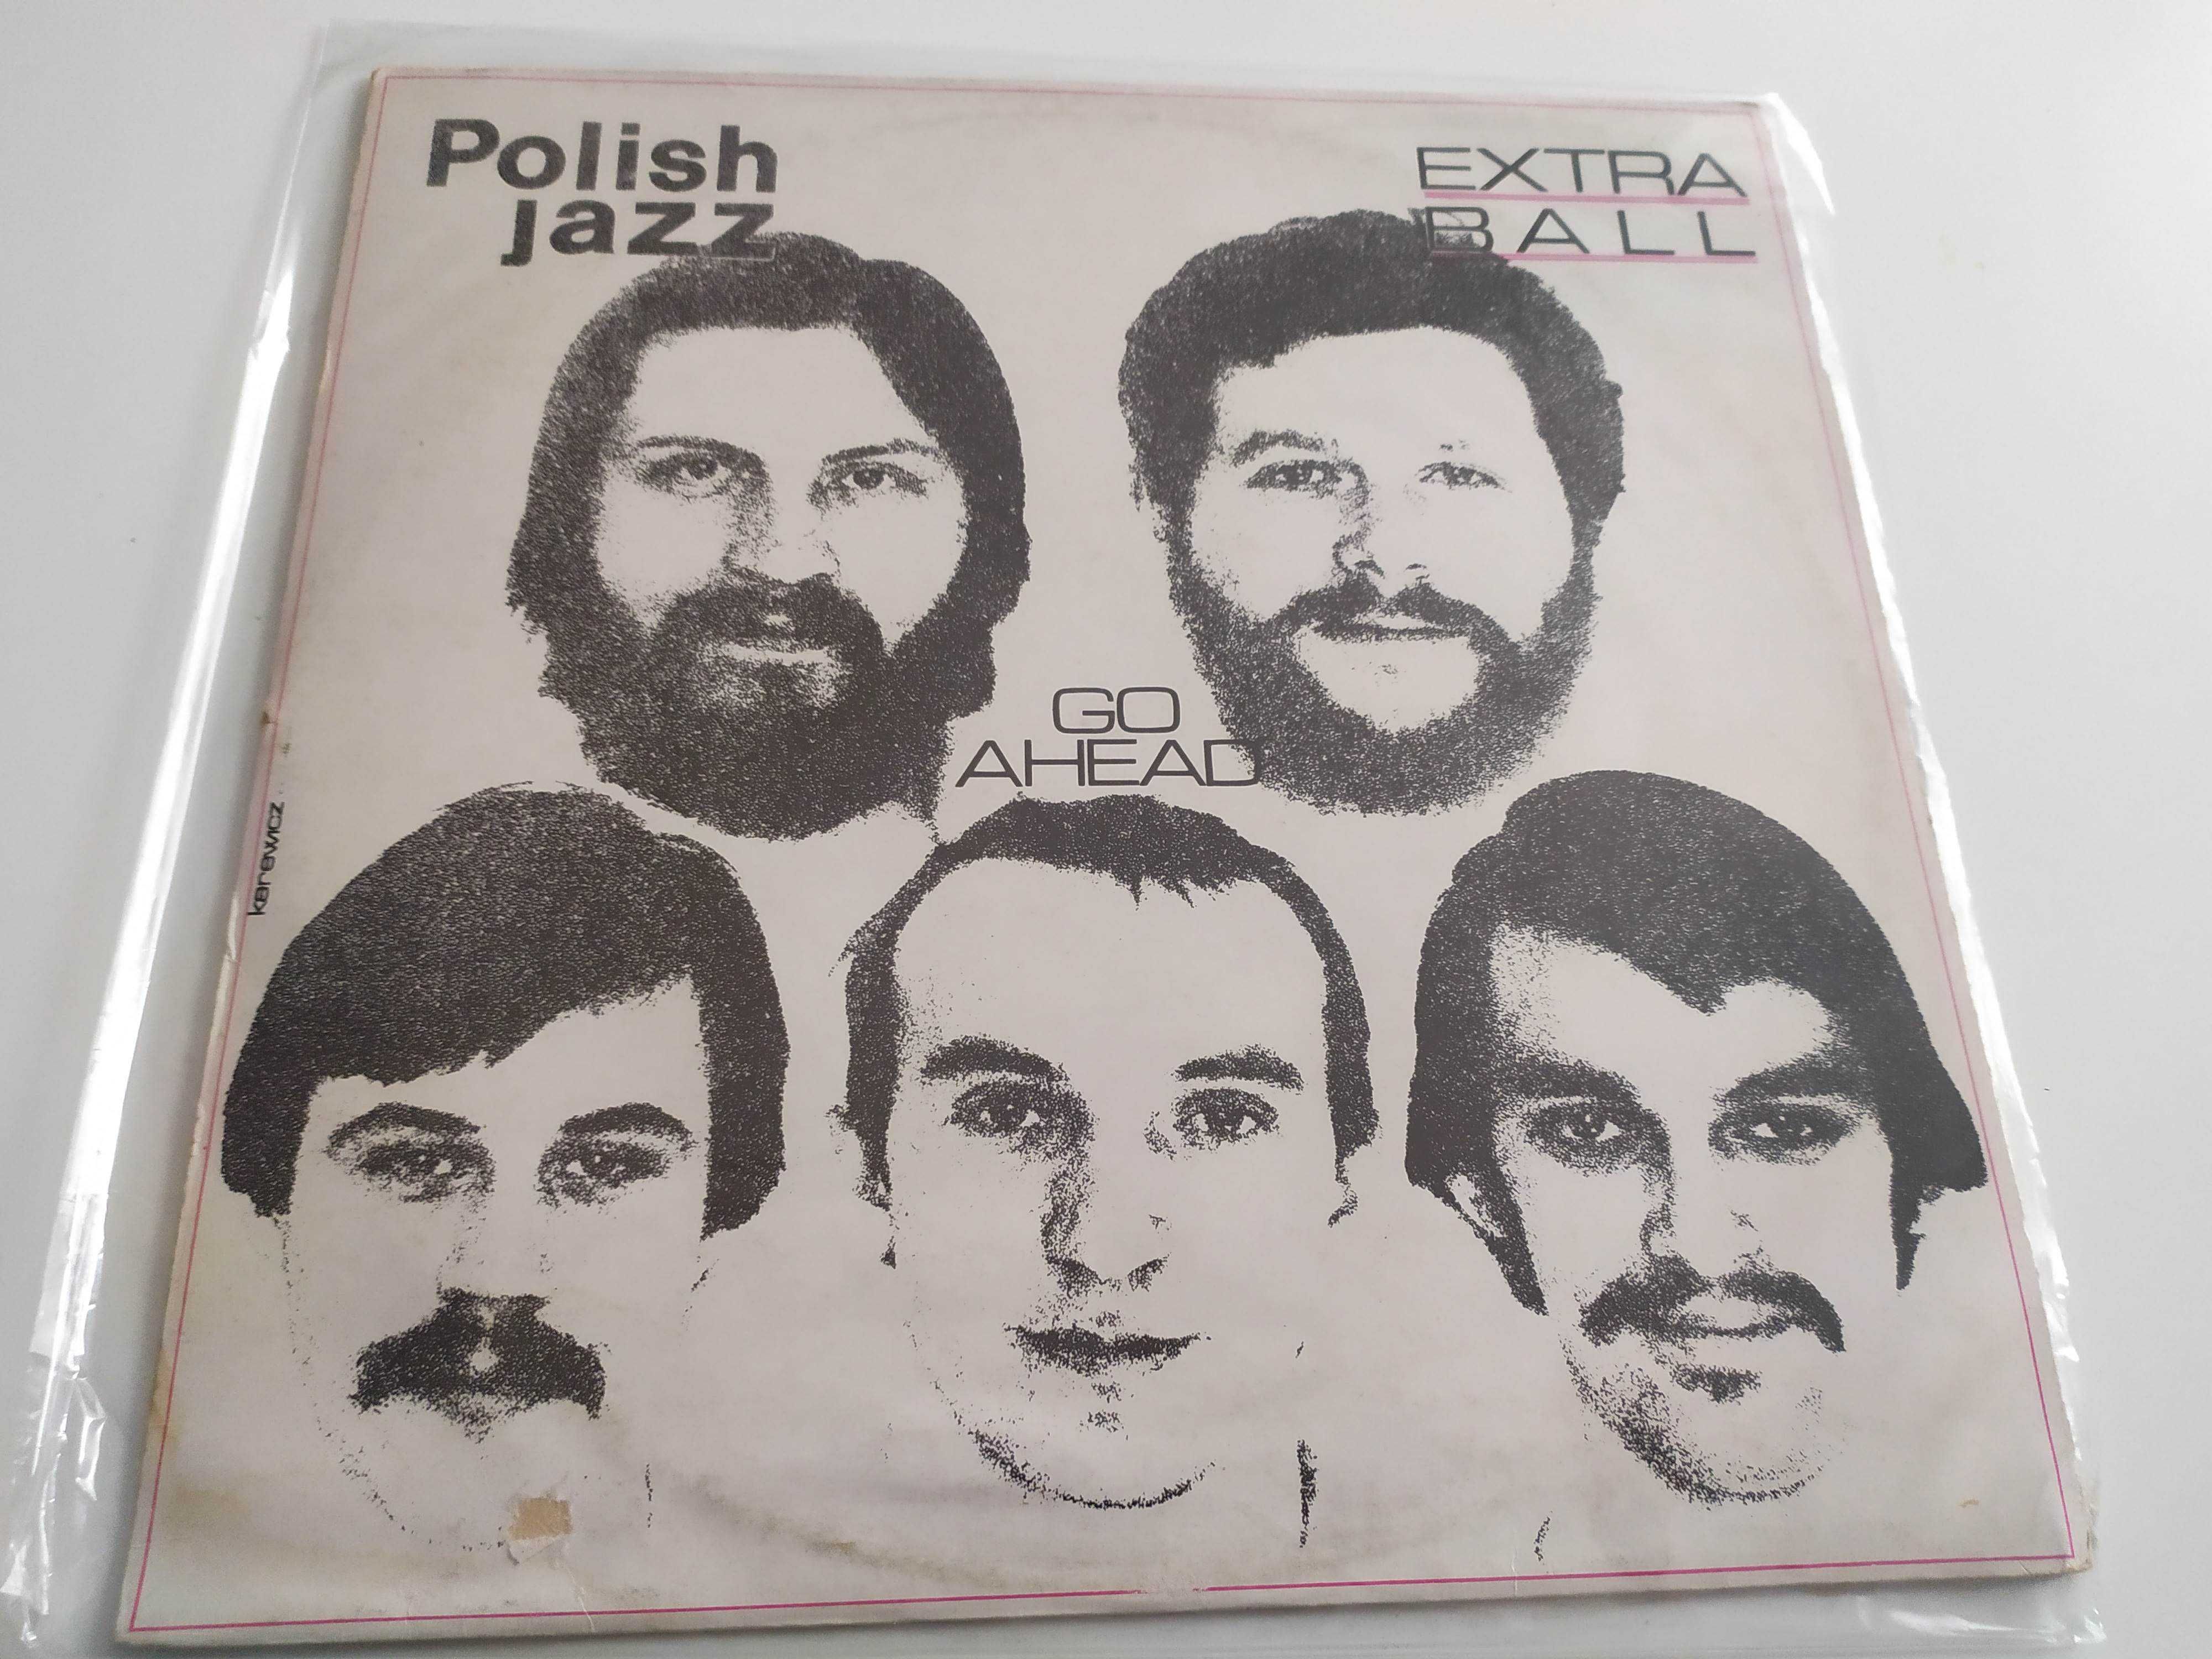 Polish
jazz
EXTRA
BALL
GO
AHEAD
karewicz